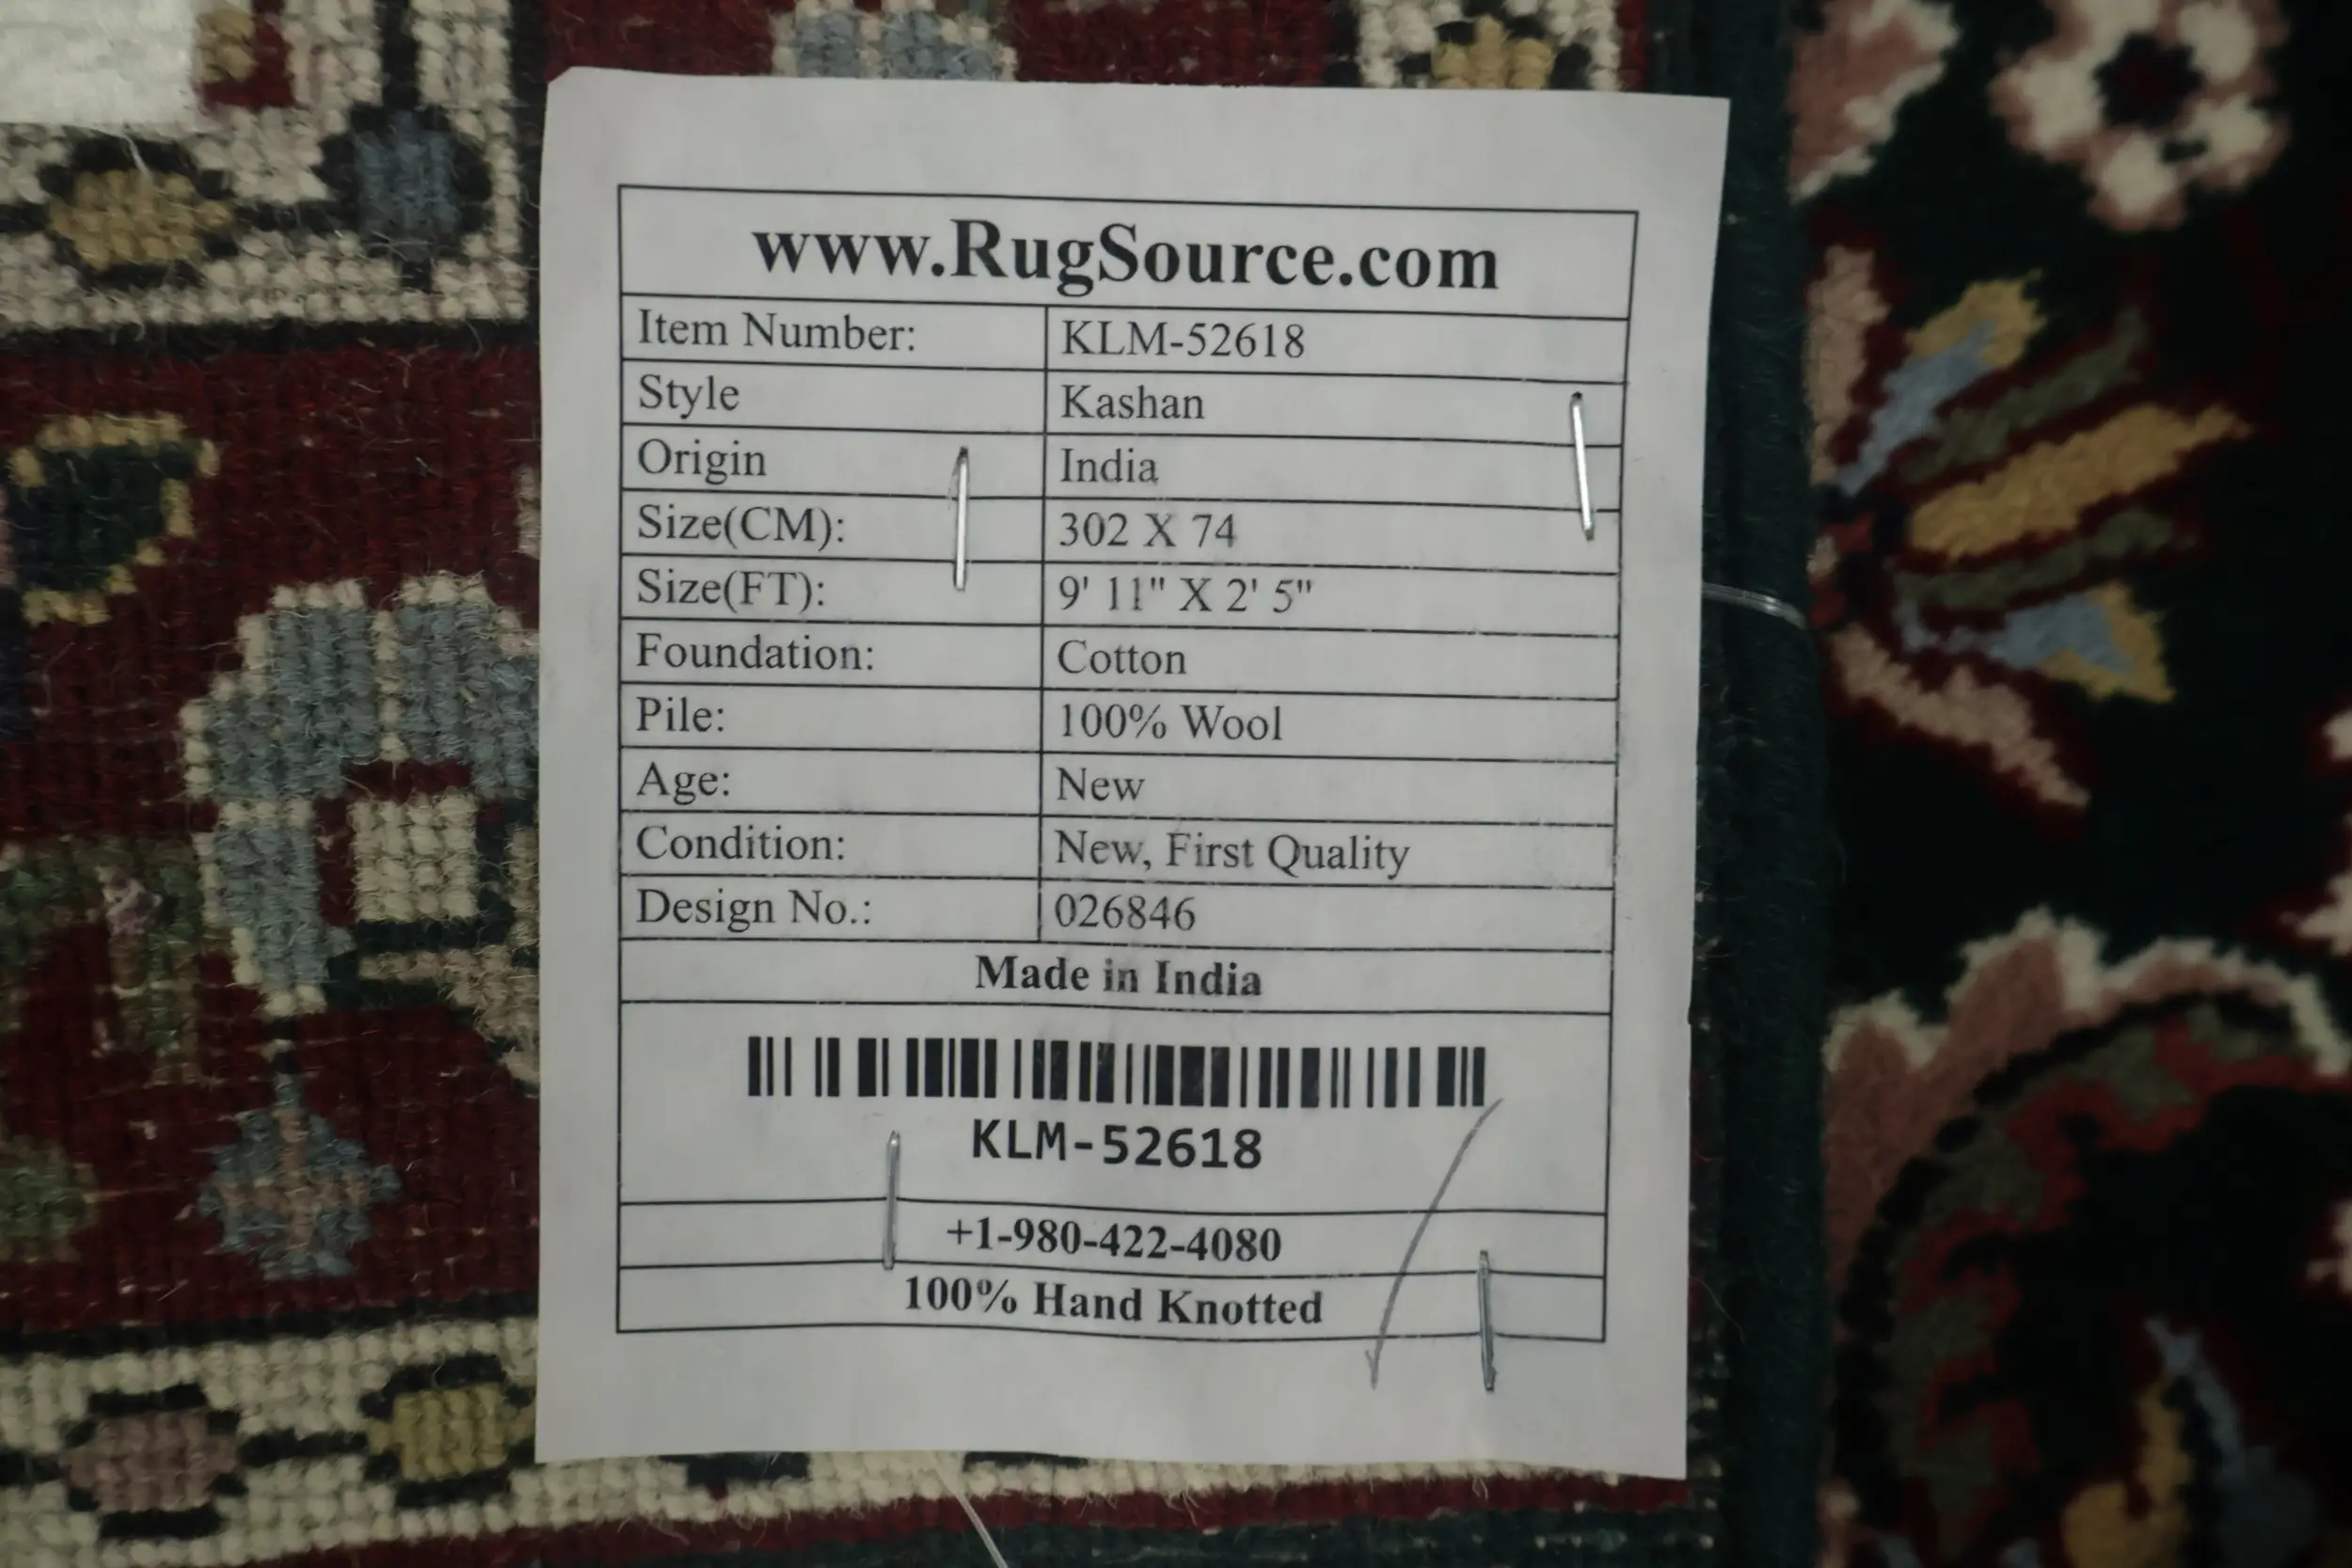 www.RugSource.com
Item Number: KLM-52618
Style Kashan
Origin India
Size(CM): 302 X 74
Size(FT): 9' 11" X 2' 5"
Foundation: Cotton
Pile: 100% Wool
Age: New
Condition: New, First Quality
Design No.: 026846
Made in India
KLM-52618
+1-980-422-4080
100% Hand Knotted